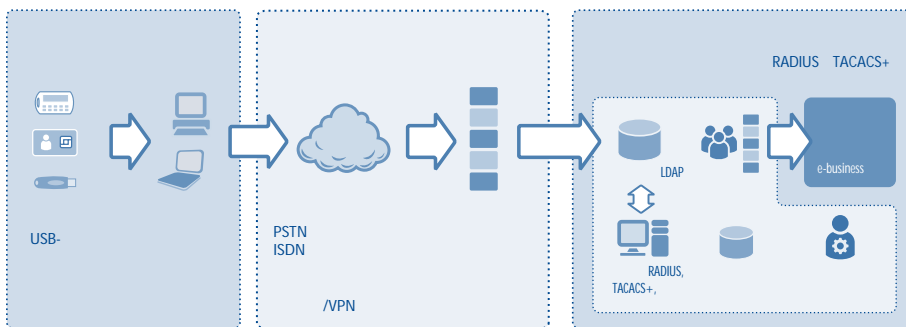 USB-
PSTN
ISDN
/VPN
RADIUS TACACS+
LDAP
e-business
RADIUS,
TACACS+,